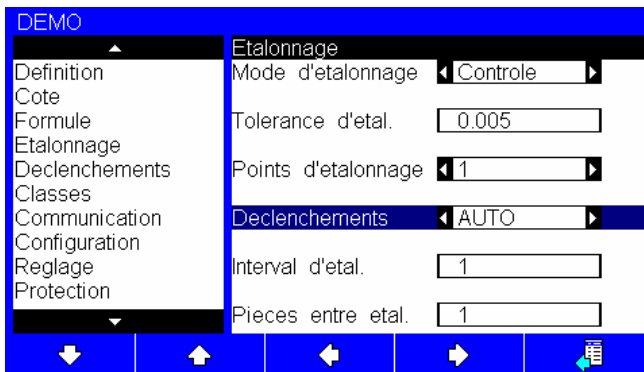 DEMO
Definition
Cote
Formule
Etalonnage
Declenchements
Classes
Communication
Configuration
Reglage
Protection
Etalonnage
Mode d'etalonnage Controle
Tolerance d'etal. 0.005
Points d'etalonnage 1
Declenchements AUTO
Interval d'etal. 1
Pieces entre etal. 1